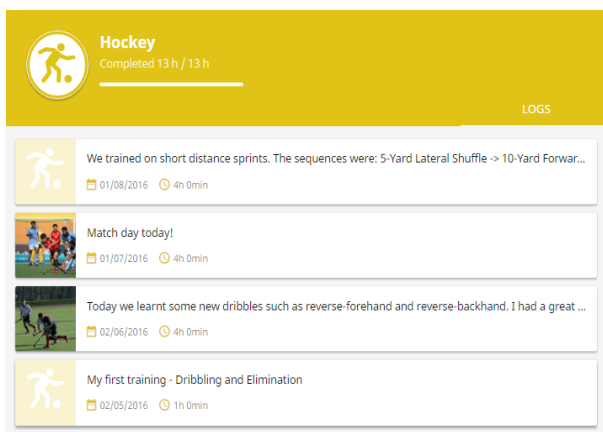 Hockey
Completed 13 h / 13 h
LOGS
We trained on short distance sprints. The sequences were: 5-Yard Lateral Shuffle -> 10-Yard Forwar...
01/08/2016 4h 0min
Match day today!
01/07/2016 4h 0min
Today we learnt some new dribbles such as reverse-forehand and reverse-backhand. I had a great ...
02/06/2016 4h 0min
My first training - Dribbling and Elimination
02/05/2016 1h 0min